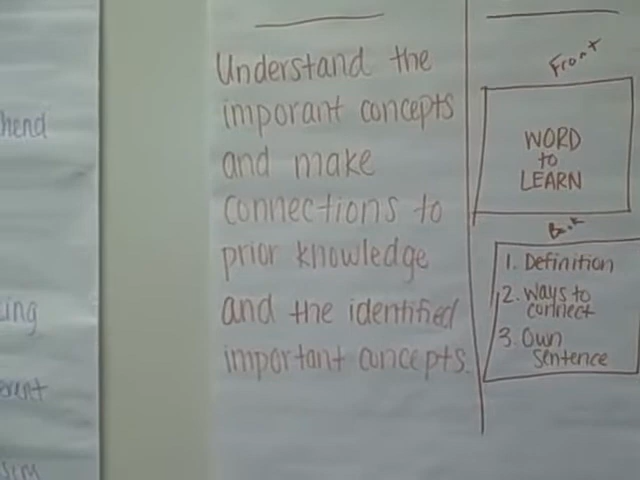 hend
ing
erent
Understand the
imporant concepts
and make
connections to
prior knowledge
and the identified
important concepts.
Front
WORD
to
LEARN
Back
1. Definition
2. Ways to
connect
3. Own
sentence